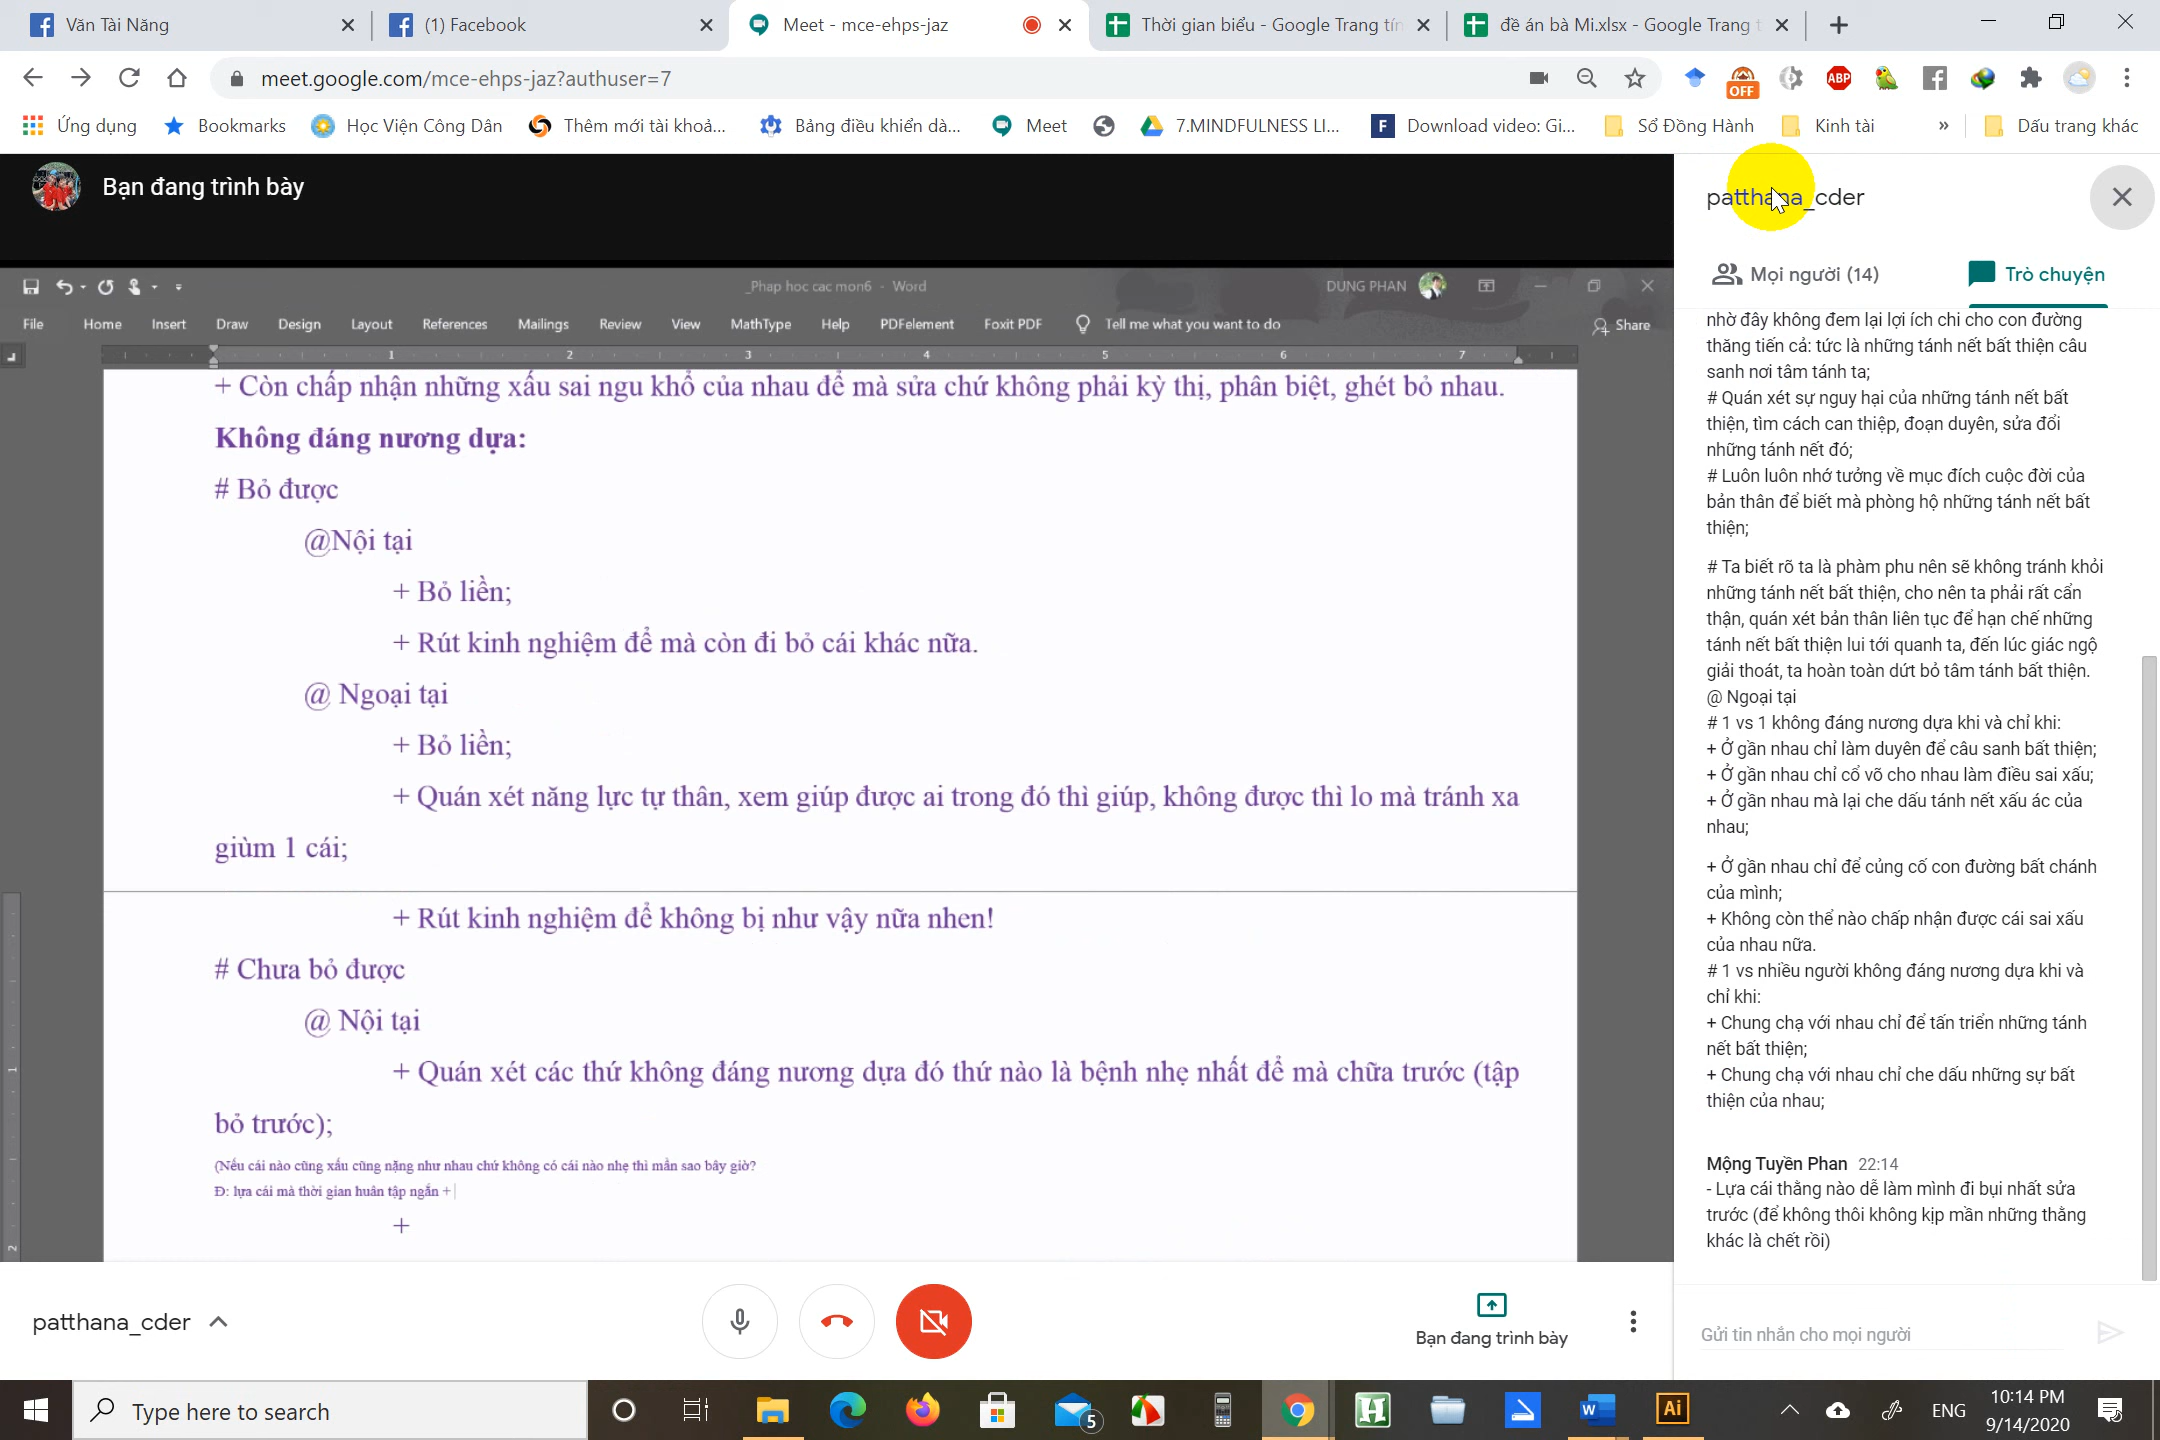 Văn Tài Năng
(1) Facebook
Meet - mce-ehps-jaz
Thời gian biểu - Google Trang tín
đề án bà Mi.xlsx - Google Trang t
meet.google.com/mce-ehps-jaz?authuser=7
OFF
ABP
Ứng dụng
Bookmarks
Học Viện Công Dân
Thêm mới tài khoả...
Bảng điều khiển dà...
Meet
7.MINDFULNESS LI...
Download video: Gi...
Sổ Đồng Hành
Kinh tài
»
Dấu trang khác
Bạn đang trình bày
_Phap hoc cac mon6 - Word
DUNG PHAN
File Home Insert Draw Design Layout References Mailings Review View MathType Help PDFelement Foxit PDF Tell me what you want to do
Share
1 2 3 4 5 6 7
+ Còn chấp nhận những xấu sai ngu khổ của nhau để mà sửa chứ không phải kỳ thị, phân biệt, ghét bỏ nhau.
Không đáng nương dựa:
# Bỏ được
@Nội tại
+ Bỏ liền;
+ Rút kinh nghiệm để mà còn đi bỏ cái khác nữa.
@ Ngoại tại
+ Bỏ liền;
+ Quán xét năng lực tự thân, xem giúp được ai trong đó thì giúp, không được thì lo mà tránh xa
giùm 1 cái;
+ Rút kinh nghiệm để không bị như vậy nữa nhen!
# Chưa bỏ được
@ Nội tại
+ Quán xét các thứ không đáng nương dựa đó thứ nào là bệnh nhẹ nhất để mà chữa trước (tập
bỏ trước);
(Nếu cái nào cũng xấu cũng nặng như nhau chứ không có cái nào nhẹ thì mần sao bây giờ?
Đ: lựa cái mà thời gian huân tập ngắn +
+
1
2
patthana_cder
Mọi người (14)
Trò chuyện
nhờ đây không đem lại lợi ích chi cho con đường
thăng tiến cả: tức là những tánh nết bất thiện câu
sanh nơi tâm tánh ta;
# Quán xét sự nguy hại của những tánh nết bất
thiện, tìm cách can thiệp, đoạn duyên, sửa đổi
những tánh nết đó;
# Luôn luôn nhớ tưởng về mục đích cuộc đời của
bản thân để biết mà phòng hộ những tánh nết bất
thiện;
# Ta biết rõ ta là phàm phu nên sẽ không tránh khỏi
những tánh nết bất thiện, cho nên ta phải rất cẩn
thận, quán xét bản thân liên tục để hạn chế những
tánh nết bất thiện lui tới quanh ta, đến lúc giác ngộ
giải thoát, ta hoàn toàn dứt bỏ tâm tánh bất thiện.
@ Ngoại tại
# 1 vs 1 không đáng nương dựa khi và chỉ khi:
+ Ở gần nhau chỉ làm duyên để câu sanh bất thiện;
+ Ở gần nhau chỉ cổ võ cho nhau làm điều sai xấu;
+ Ở gần nhau mà lại che dấu tánh nết xấu ác của
nhau;
+ Ở gần nhau chỉ để củng cố con đường bất chánh
của mình;
+ Không còn thể nào chấp nhận được cái sai xấu
của nhau nữa.
# 1 vs nhiều người không đáng nương dựa khi và
chỉ khi:
+ Chung chạ với nhau chỉ để tấn triển những tánh
nết bất thiện;
+ Chung chạ với nhau chỉ che dấu những sự bất
thiện của nhau;
Mộng Tuyền Phan 22:14
- Lựa cái thằng nào dễ làm mình đi bụi nhất sửa
trước (để không thôi không kịp mần những thằng
khác là chết rồi)
Gửi tin nhắn cho mọi người
patthana_cder
Bạn đang trình bày
Type here to search
5
Ai
ENG
10:14 PM
9/14/2020